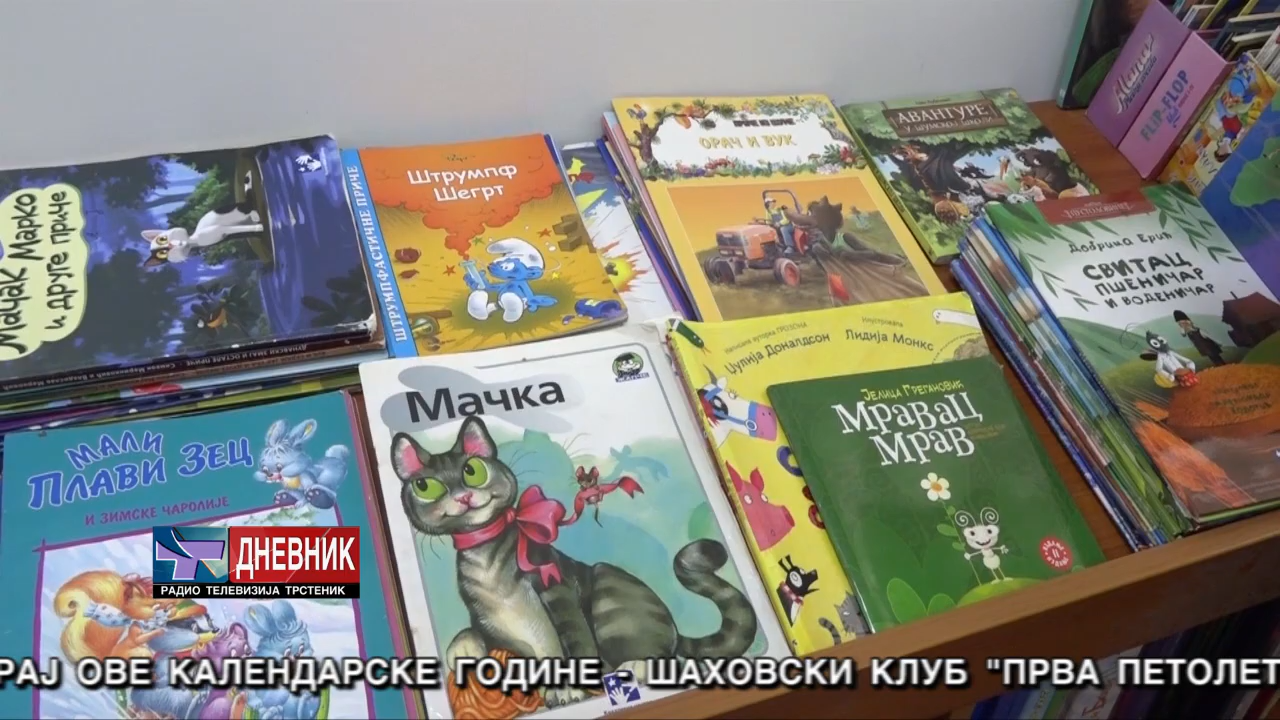 Мачак Марко
и друге приче
ШТРУМПФАСТИЧНЕ ПРИЧЕ
Штрумпф
Шегрт
ОРАЧ И ВУК
АВАНТУРЕ
У ШУМСКОЈ ШКОЛИ
FLIP-FLOP
Добрица Ерић
СВИТАЦ
ПШЕНИЧАР
И ВОДЕНИЧАР
МАЛИ
ПЛАВИ ЗЕЦ
И ЗИМСКЕ ЧАРОЛИЈЕ
Мачка
Џулија Доналдсон
Лидија Монкс
ЈЕЛИЦА ГРЕГАНОВИЋ
МРАВАЦ
МРАВ
ДНЕВНИК
РАДИО ТЕЛЕВИЗИЈА ТРСТЕНИК
РАЈ ОВЕ КАЛЕНДАРСКЕ ГОДИНЕ - ШАХОВСКИ КЛУБ "ПРВА ПЕТОЛЕТ